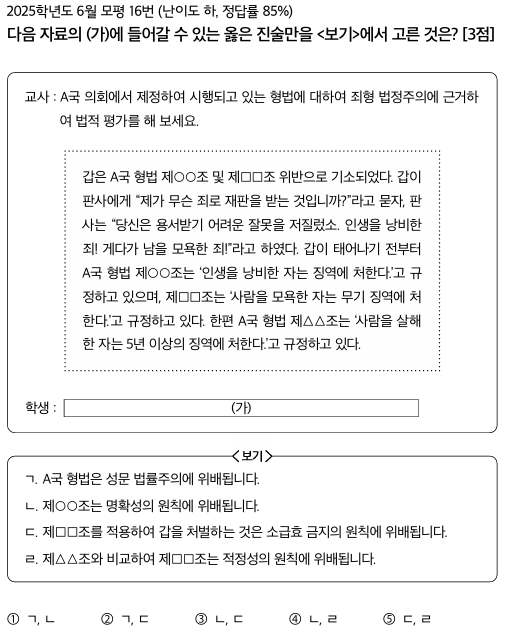 2025학년도 6월 모평 16번 (난이도 하, 정답률 85%)
다음 자료의 (가)에 들어갈 수 있는 옳은 진술만을 <보기>에서 고른 것은? [3점]
교사 : A국 의회에서 제정하여 시행되고 있는 형법에 대하여 죄형 법정주의에 근거하
여 법적 평가를 해 보세요.
갑은 A국 형법 제○○조 및 제□□조 위반으로 기소되었다. 갑이
판사에게 “제가 무슨 죄로 재판을 받는 것입니까?”라고 묻자, 판
사는 “당신은 용서받기 어려운 잘못을 저질렀소. 인생을 낭비한
죄! 게다가 남을 모욕한 죄!”라고 하였다. 갑이 태어나기 전부터
A국 형법 제○○조는 ‘인생을 낭비한 자는 징역에 처한다.’고 규
정하고 있으며, 제□□조는 ‘사람을 모욕한 자는 무기 징역에 처
한다.’고 규정하고 있다. 한편 A국 형법 제△△조는 ‘사람을 살해
한 자는 5년 이상의 징역에 처한다.’고 규정하고 있다.
학생 : (가)
<보기>
ㄱ. A국 형법은 성문 법률주의에 위배됩니다.
ㄴ. 제○○조는 명확성의 원칙에 위배됩니다.
ㄷ. 제□□조를 적용하여 갑을 처벌하는 것은 소급효 금지의 원칙에 위배됩니다.
ㄹ. 제△△조와 비교하여 제□□조는 적정성의 원칙에 위배됩니다.
① ㄱ, ㄴ ② ㄱ, ㄷ ③ ㄴ, ㄷ ④ ㄴ, ㄹ ⑤ ㄷ, ㄹ